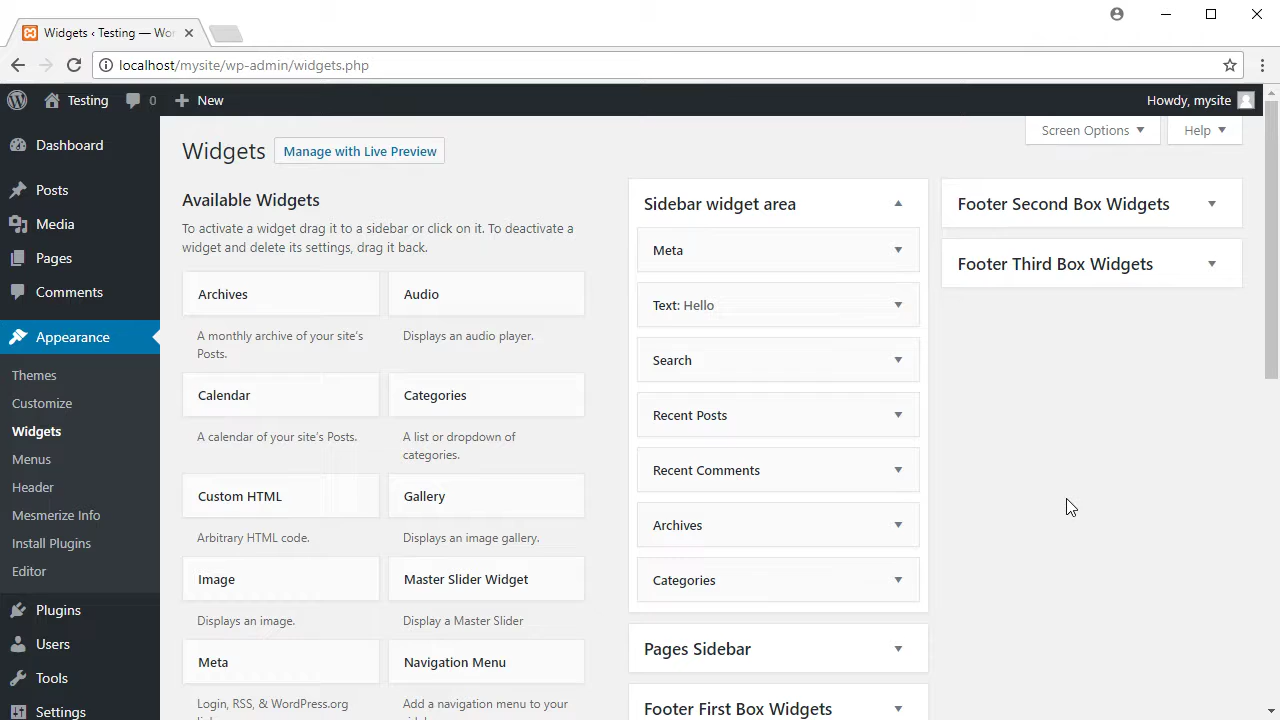 Widgets ‹ Testing — Wor
localhost/mysite/wp-admin/widgets.php
Testing
0
New
Howdy, mysite
Dashboard
Posts
Media
Pages
Comments
Appearance
Themes
Customize
Widgets
Menus
Header
Mesmerize Info
Install Plugins
Editor
Plugins
Users
Tools
Settings
Screen Options
Help
Widgets
Manage with Live Preview
Available Widgets
To activate a widget drag it to a sidebar or click on it. To deactivate a
widget and delete its settings, drag it back.
Archives
A monthly archive of your site’s
Posts.
Audio
Displays an audio player.
Calendar
A calendar of your site’s Posts.
Categories
A list or dropdown of
categories.
Custom HTML
Arbitrary HTML code.
Gallery
Displays an image gallery.
Image
Displays an image.
Master Slider Widget
Display a Master Slider
Meta
Login, RSS, & WordPress.org
Navigation Menu
Add a navigation menu to your
Sidebar widget area
Meta
Text: Hello
Search
Recent Posts
Recent Comments
Archives
Categories
Pages Sidebar
Footer First Box Widgets
Footer Second Box Widgets
Footer Third Box Widgets